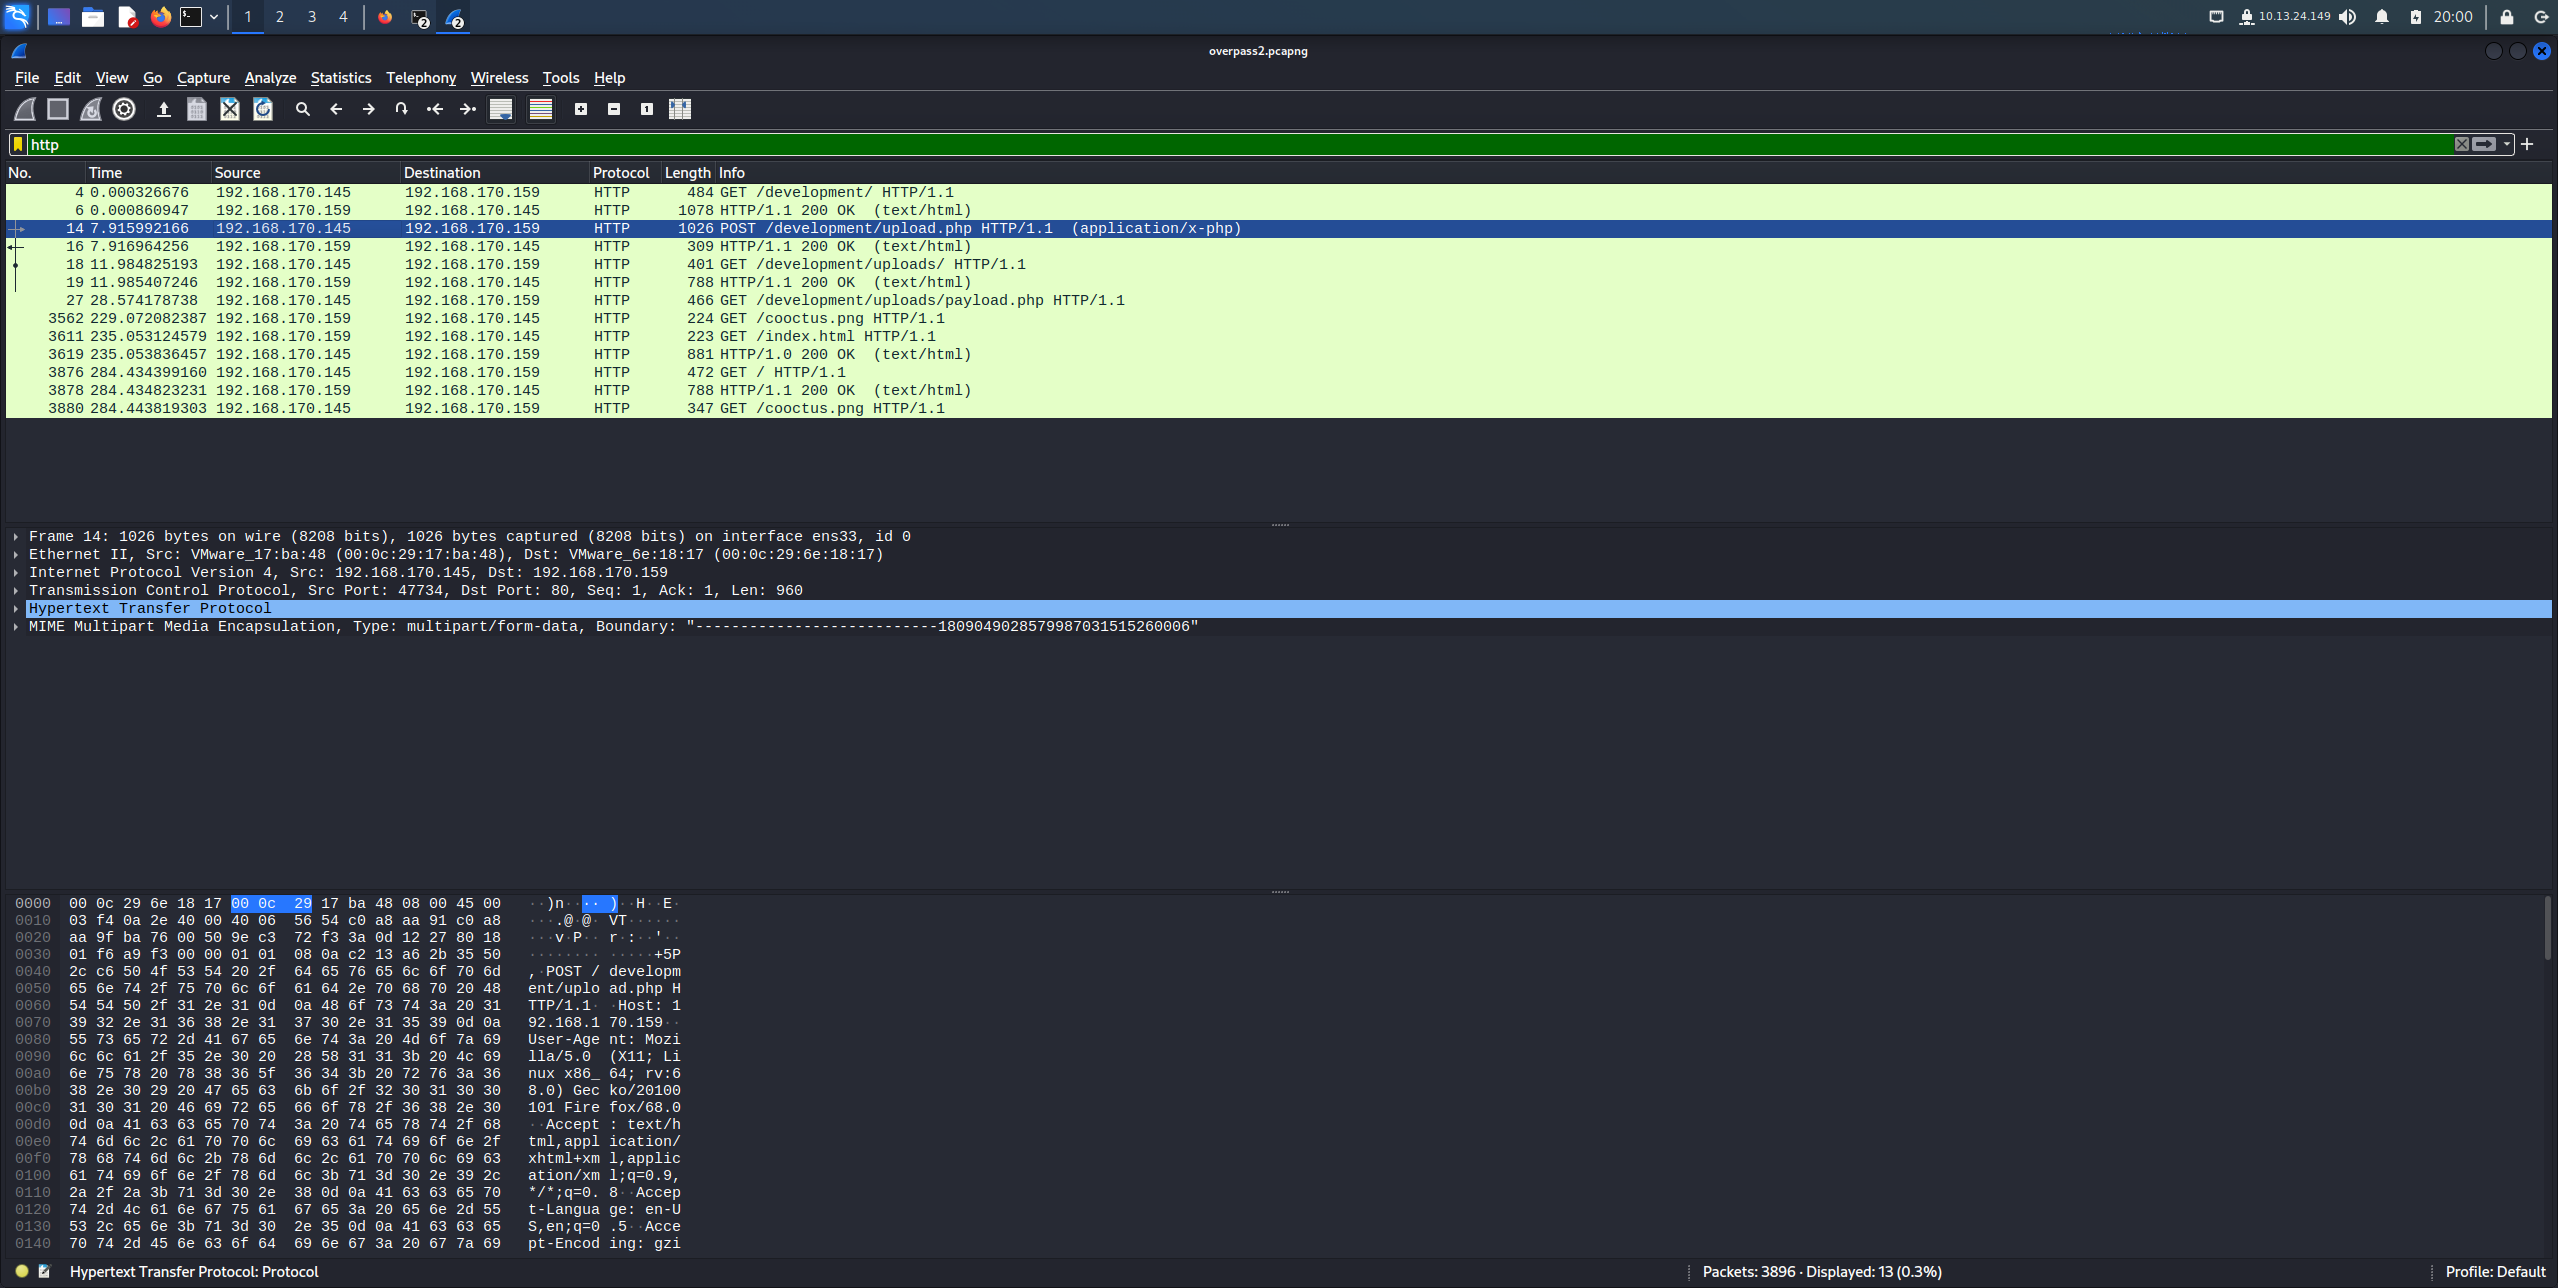 1 2 3 4 2 2 10.13.24.149 20:00
overpass2.pcapng
File Edit View Go Capture Analyze Statistics Telephony Wireless Tools Help
http
No. Time Source Destination Protocol Length Info
4 0.000326676 192.168.170.145 192.168.170.159 HTTP 484 GET /development/ HTTP/1.1
6 0.000860947 192.168.170.159 192.168.170.145 HTTP 1078 HTTP/1.1 200 OK (text/html)
14 7.915992166 192.168.170.145 192.168.170.159 HTTP 1026 POST /development/upload.php HTTP/1.1 (application/x-php)
16 7.916964256 192.168.170.159 192.168.170.145 HTTP 309 HTTP/1.1 200 OK (text/html)
18 11.984825193 192.168.170.145 192.168.170.159 HTTP 401 GET /development/uploads/ HTTP/1.1
19 11.985407246 192.168.170.159 192.168.170.145 HTTP 788 HTTP/1.1 200 OK (text/html)
27 28.574178738 192.168.170.145 192.168.170.159 HTTP 466 GET /development/uploads/payload.php HTTP/1.1
3562 229.072082387 192.168.170.159 192.168.170.145 HTTP 224 GET /cooctus.png HTTP/1.1
3611 235.053124579 192.168.170.159 192.168.170.145 HTTP 223 GET /index.html HTTP/1.1
3619 235.053836457 192.168.170.145 192.168.170.159 HTTP 881 HTTP/1.0 200 OK (text/html)
3876 284.434399160 192.168.170.145 192.168.170.159 HTTP 472 GET / HTTP/1.1
3878 284.434823231 192.168.170.159 192.168.170.145 HTTP 788 HTTP/1.1 200 OK (text/html)
3880 284.443819303 192.168.170.145 192.168.170.159 HTTP 347 GET /cooctus.png HTTP/1.1
Frame 14: 1026 bytes on wire (8208 bits), 1026 bytes captured (8208 bits) on interface ens33, id 0
Ethernet II, Src: VMware_17:ba:48 (00:0c:29:17:ba:48), Dst: VMware_6e:18:17 (00:0c:29:6e:18:17)
Internet Protocol Version 4, Src: 192.168.170.145, Dst: 192.168.170.159
Transmission Control Protocol, Src Port: 47734, Dst Port: 80, Seq: 1, Ack: 1, Len: 960
Hypertext Transfer Protocol
MIME Multipart Media Encapsulation, Type: multipart/form-data, Boundary: "---------------------------1809049028579987031515260006"
0000 00 0c 29 6e 18 17 00 0c 29 17 ba 48 08 00 45 00 ··)n···· )··H··E·
0010 03 f4 0a 2e 40 00 40 06 56 54 c0 a8 aa 91 c0 a8 ···.@·@· VT······
0020 aa 9f ba 76 00 50 9e c3 72 f3 3a 0d 12 27 80 18 ···v·P·· r·:··'··
0030 01 f6 a9 f3 00 00 01 01 08 0a c2 13 a6 2b 35 50 ········ ·····+5P
0040 2c c6 50 4f 53 54 20 2f 64 65 76 65 6c 6f 70 6d ,·POST / developm
0050 65 6e 74 2f 75 70 6c 6f 61 64 2e 70 68 70 20 48 ent/uplo ad.php H
0060 54 54 50 2f 31 2e 31 0d 0a 48 6f 73 74 3a 20 31 TTP/1.1· ·Host: 1
0070 39 32 2e 31 36 38 2e 31 37 30 2e 31 35 39 0d 0a 92.168.1 70.159··
0080 55 73 65 72 2d 41 67 65 6e 74 3a 20 4d 6f 7a 69 User-Age nt: Mozi
0090 6c 6c 61 2f 35 2e 30 20 28 58 31 31 3b 20 4c 69 lla/5.0 (X11; Li
00a0 6e 75 78 20 78 38 36 5f 36 34 3b 20 72 76 3a 36 nux x86_ 64; rv:6
00b0 38 2e 30 29 20 47 65 63 6b 6f 2f 32 30 31 30 30 8.0) Gec ko/20100
00c0 31 30 31 20 46 69 72 65 66 6f 78 2f 36 38 2e 30 101 Fire fox/68.0
00d0 0d 0a 41 63 63 65 70 74 3a 20 74 65 78 74 2f 68 ··Accept : text/h
00e0 74 6d 6c 2c 61 70 70 6c 69 63 61 74 69 6f 6e 2f tml,appl ication/
00f0 78 68 74 6d 6c 2b 78 6d 6c 2c 61 70 70 6c 69 63 xhtml+xm l,applic
0100 61 74 69 6f 6e 2f 78 6d 6c 3b 71 3d 30 2e 39 2c ation/xm l;q=0.9,
0110 2a 2f 2a 3b 71 3d 30 2e 38 0d 0a 41 63 63 65 70 */*;q=0. 8··Accep
0120 74 2d 4c 61 6e 67 75 61 67 65 3a 20 65 6e 2d 55 t-Langua ge: en-U
0130 53 2c 65 6e 3b 71 3d 30 2e 35 0d 0a 41 63 63 65 S,en;q=0 .5··Acce
0140 70 74 2d 45 6e 63 6f 64 69 6e 67 3a 20 67 7a 69 pt-Encod ing: gzi
Hypertext Transfer Protocol: Protocol Packets: 3896 · Displayed: 13 (0.3%) Profile: Default